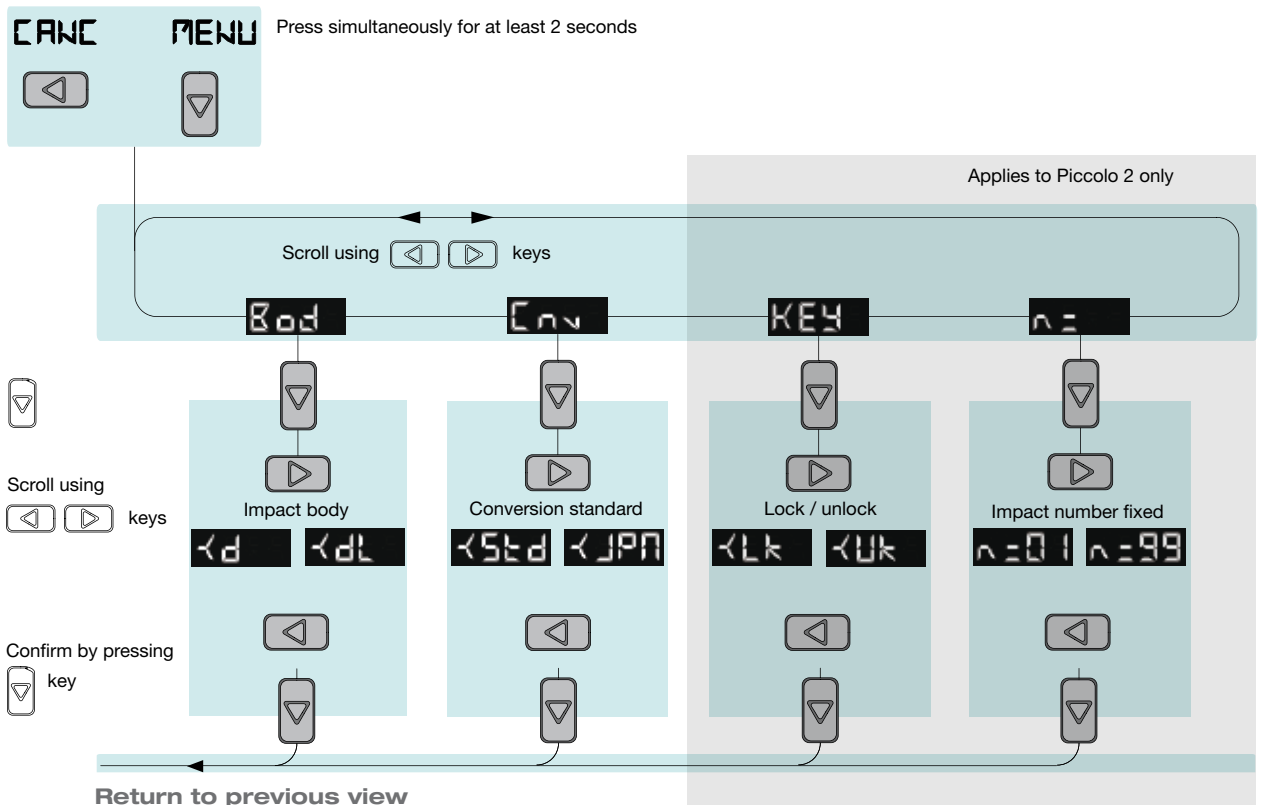 CANC MENU Press simultaneously for at least 2 seconds
Applies to Piccolo 2 only
Scroll using keys
Bod Cnv KEY n=
Scroll using
keys
Impact body Conversion standard Lock / unlock Impact number fixed
<d <dL <Std <JPN <Lk <Uk n=01 n=99
Confirm by pressing
key
Return to previous view